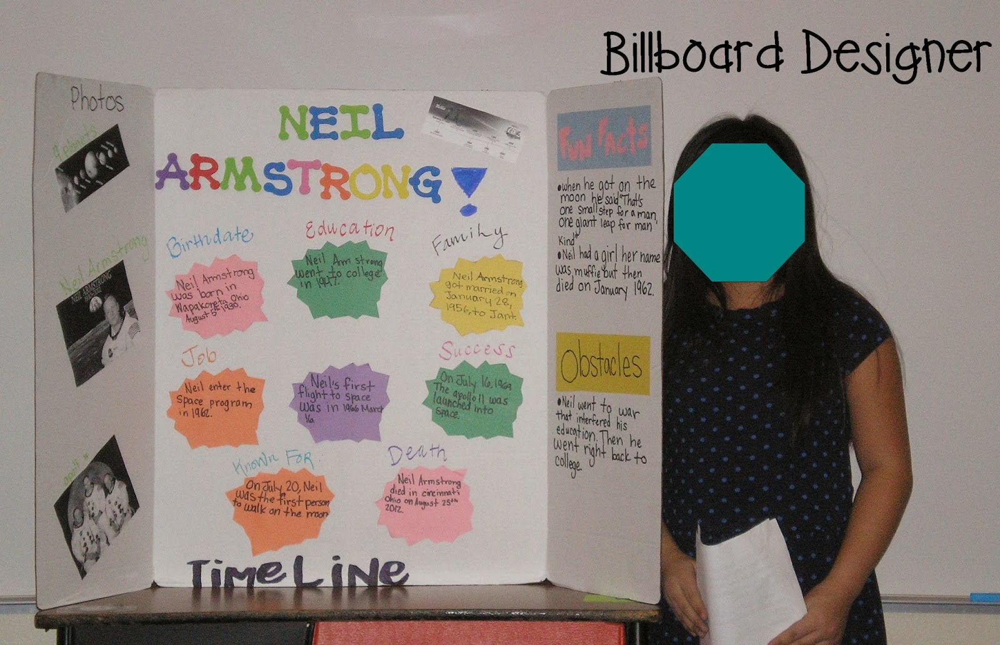 Billboard Designer
Photos
9 planets
Neil Armstrong
NEIL ARMSTRONG
NEIL
ARMSTRONG!
Birthdate
Neil Armstrong
was born in
Wapakoneta Ohio
August 5th 1930.
Education
Neil Armstrong
went to college
in 1947.
Family
Neil Armstrong
got married on
January 28,
1956, to Jant.
Job
Neil enter the
space program
in 1962.
Neil's first
flight to space
was in 1966 March
16.
Success
On July 16, 1969
The apollo 11 was
launched into
space.
Known For:
On July 20, Neil
was the first person
to walk on the moon
Death
Neil Armstrong
died in cincinnati
Ohio on August 25th
2012.
TimeLine
Fun Facts
•when he got on the
moon he said "That's
one small step for a man,
one giant leap for man
Kind"
•Neil had a girl her name
was, muffie but then
died on January 1962.
Obstacles
•Neil went to war
that interfered his
education. Then he
went right back to
college.